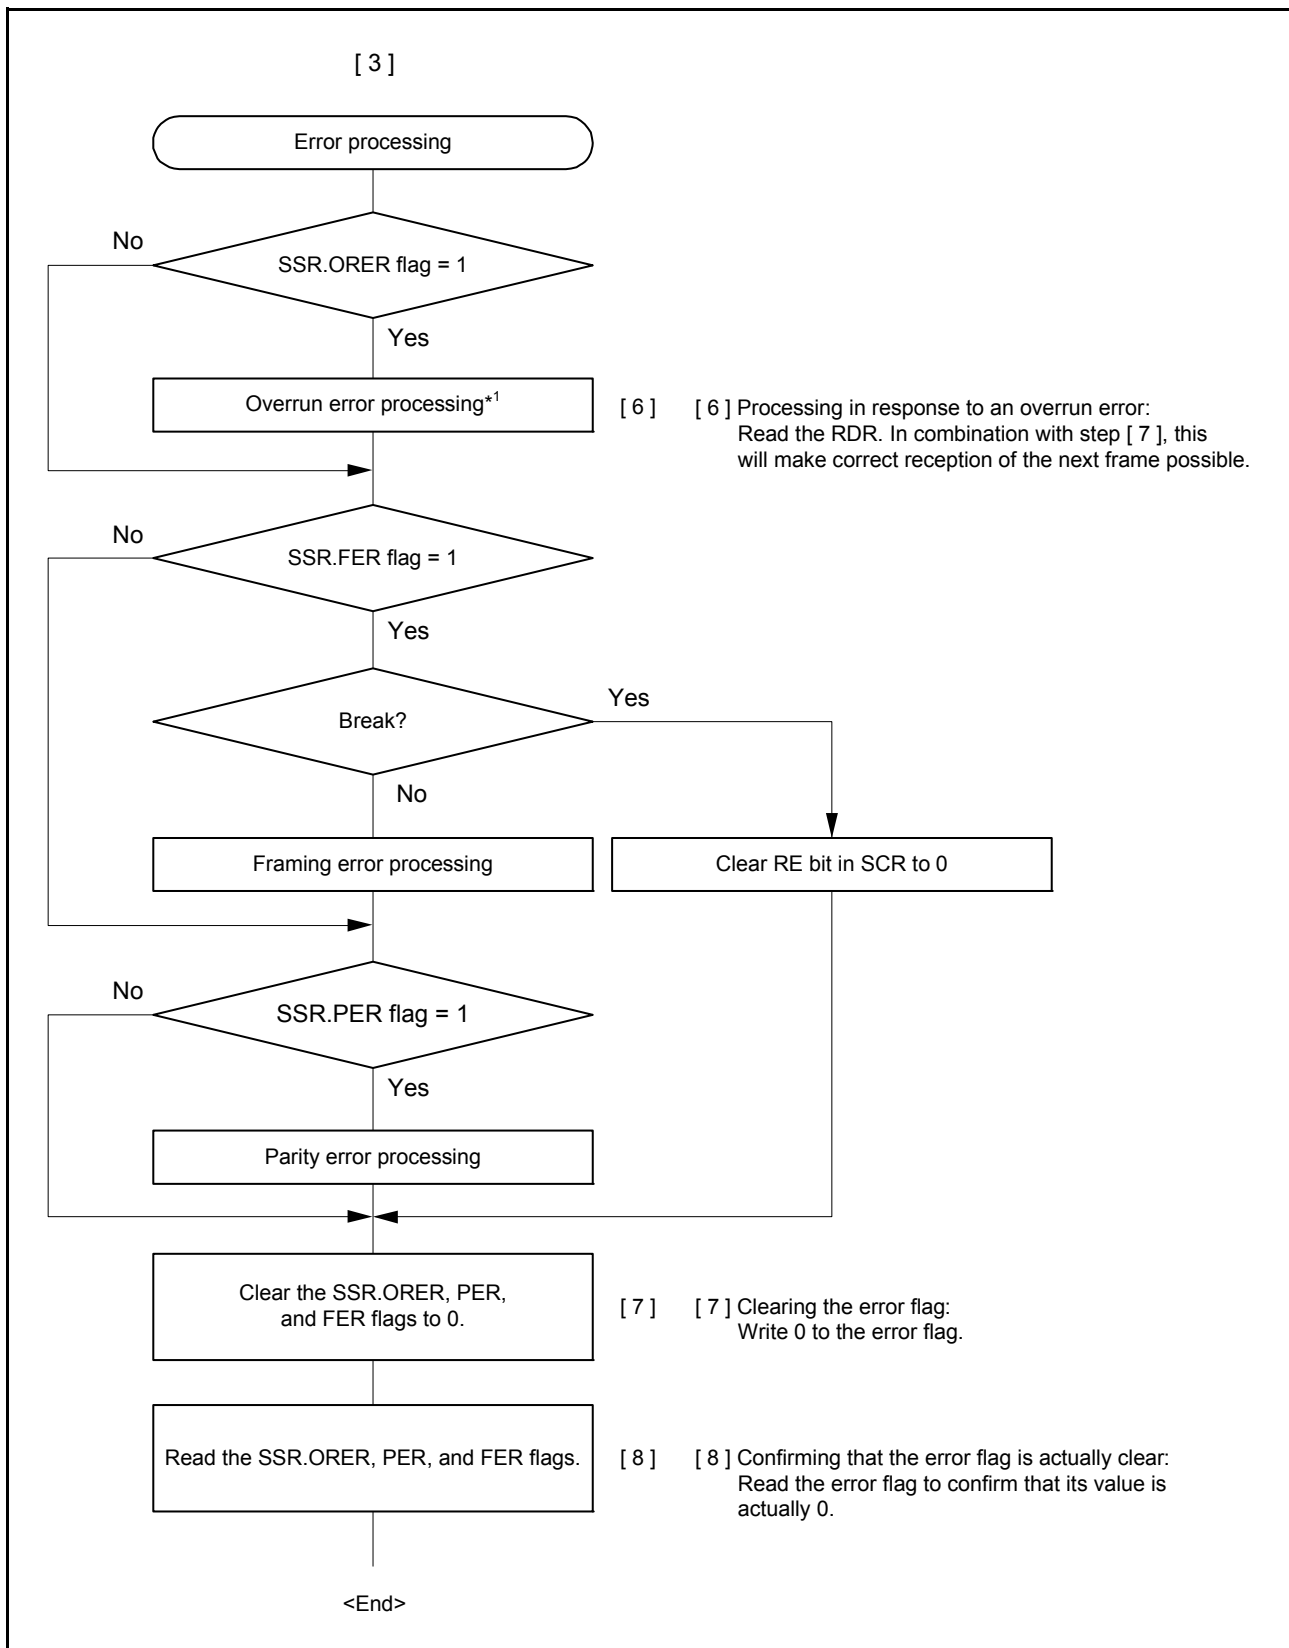 [ 3 ]
Error processing
No
SSR.ORER flag = 1
Yes
Overrun error processing*1
[ 6 ]
[ 6 ] Processing in response to an overrun error:
Read the RDR. In combination with step [ 7 ], this
will make correct reception of the next frame possible.
No
SSR.FER flag = 1
Yes
Break?
Yes
No
Framing error processing
Clear RE bit in SCR to 0
No
SSR.PER flag = 1
Yes
Parity error processing
Clear the SSR.ORER, PER,
and FER flags to 0.
[ 7 ]
[ 7 ] Clearing the error flag:
Write 0 to the error flag.
Read the SSR.ORER, PER, and FER flags.
[ 8 ]
[ 8 ] Confirming that the error flag is actually clear:
Read the error flag to confirm that its value is
actually 0.
<End>